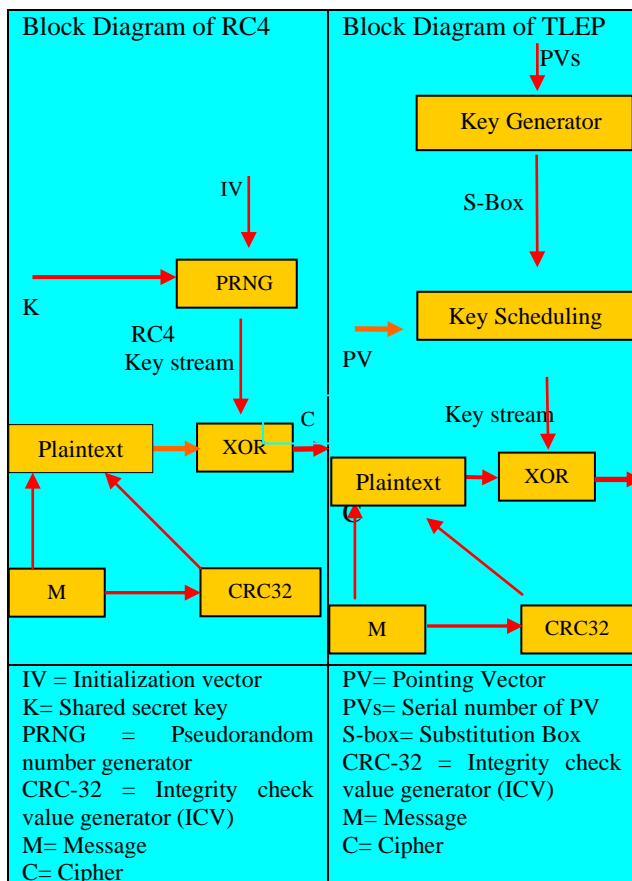 Block Diagram of RC4
IV
PRNG
K
RC4
Key stream
C
Plaintext
XOR
M
CRC32
IV = Initialization vector
K= Shared secret key
PRNG = Pseudorandom
number generator
CRC-32 = Integrity check
value generator (ICV)
M= Message
C= Cipher
Block Diagram of TLEP
PVs
Key Generator
S-Box
Key Scheduling
PV
Key stream
Plaintext
XOR
C
M
CRC32
PV= Pointing Vector
PVs= Serial number of PV
S-box= Substitution Box
CRC-32 = Integrity check
value generator (ICV)
M= Message
C= Cipher